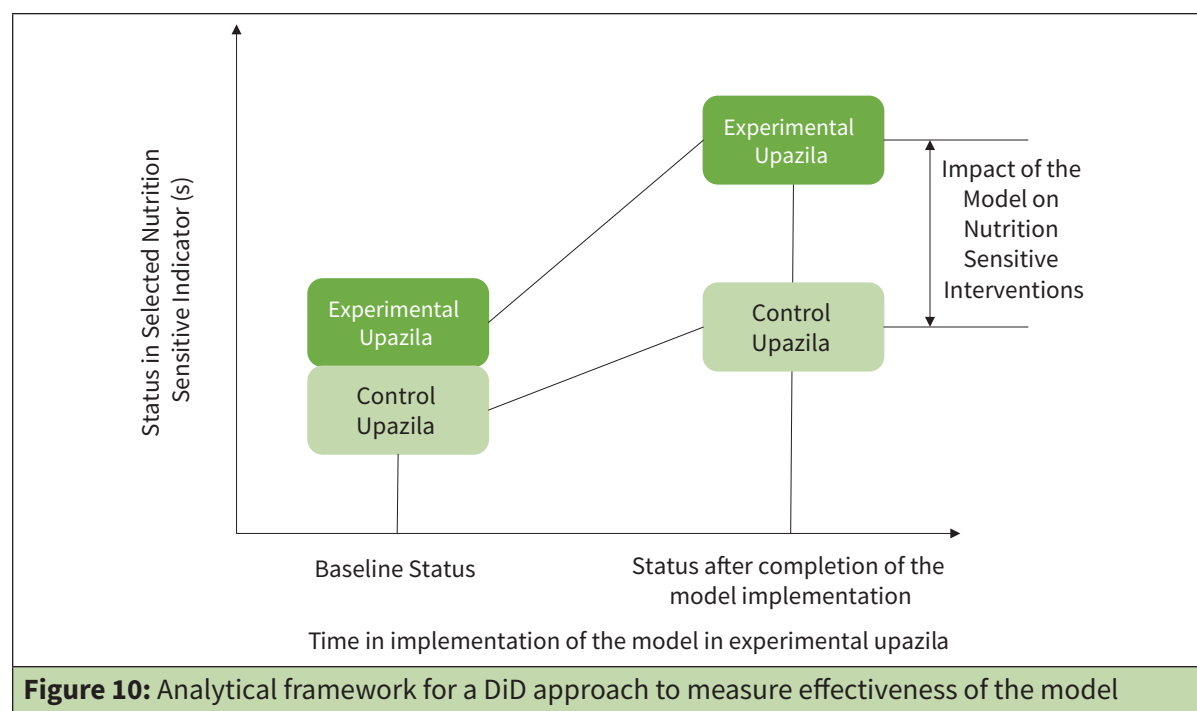 Status in Selected Nutrition
Sensitive Indicator (s)
Experimental
Upazila
Control
Upazila
Experimental
Upazila
Control
Upazila
Impact of the
Model on
Nutrition
Sensitive
Interventions
Baseline Status
Status after completion of the
model implementation
Time in implementation of the model in experimental upazila
Figure 10: Analytical framework for a DiD approach to measure effectiveness of the model